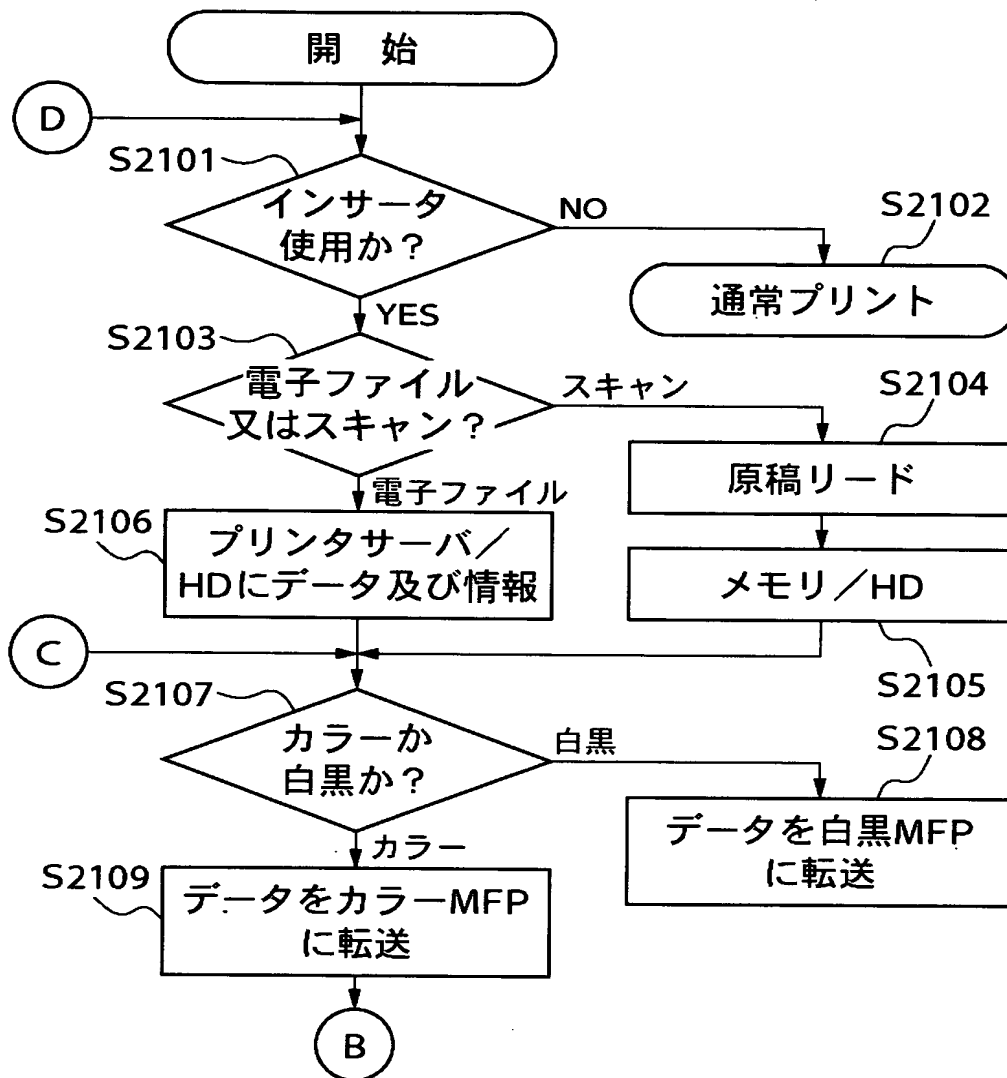 開 始
D
S2101
インサータ
使用か?
NO
S2102
通常プリント
YES
S2103
電子ファイル
又はスキャン?
スキャン
S2104
原稿リード
電子ファイル
S2106
プリンタサーバ/
HDにデータ及び情報
メモリ/HD
S2105
C
S2107
カラーか
白黒か?
白黒
S2108
データを白黒MFP
に転送
カラー
S2109
データをカラーMFP
に転送
B